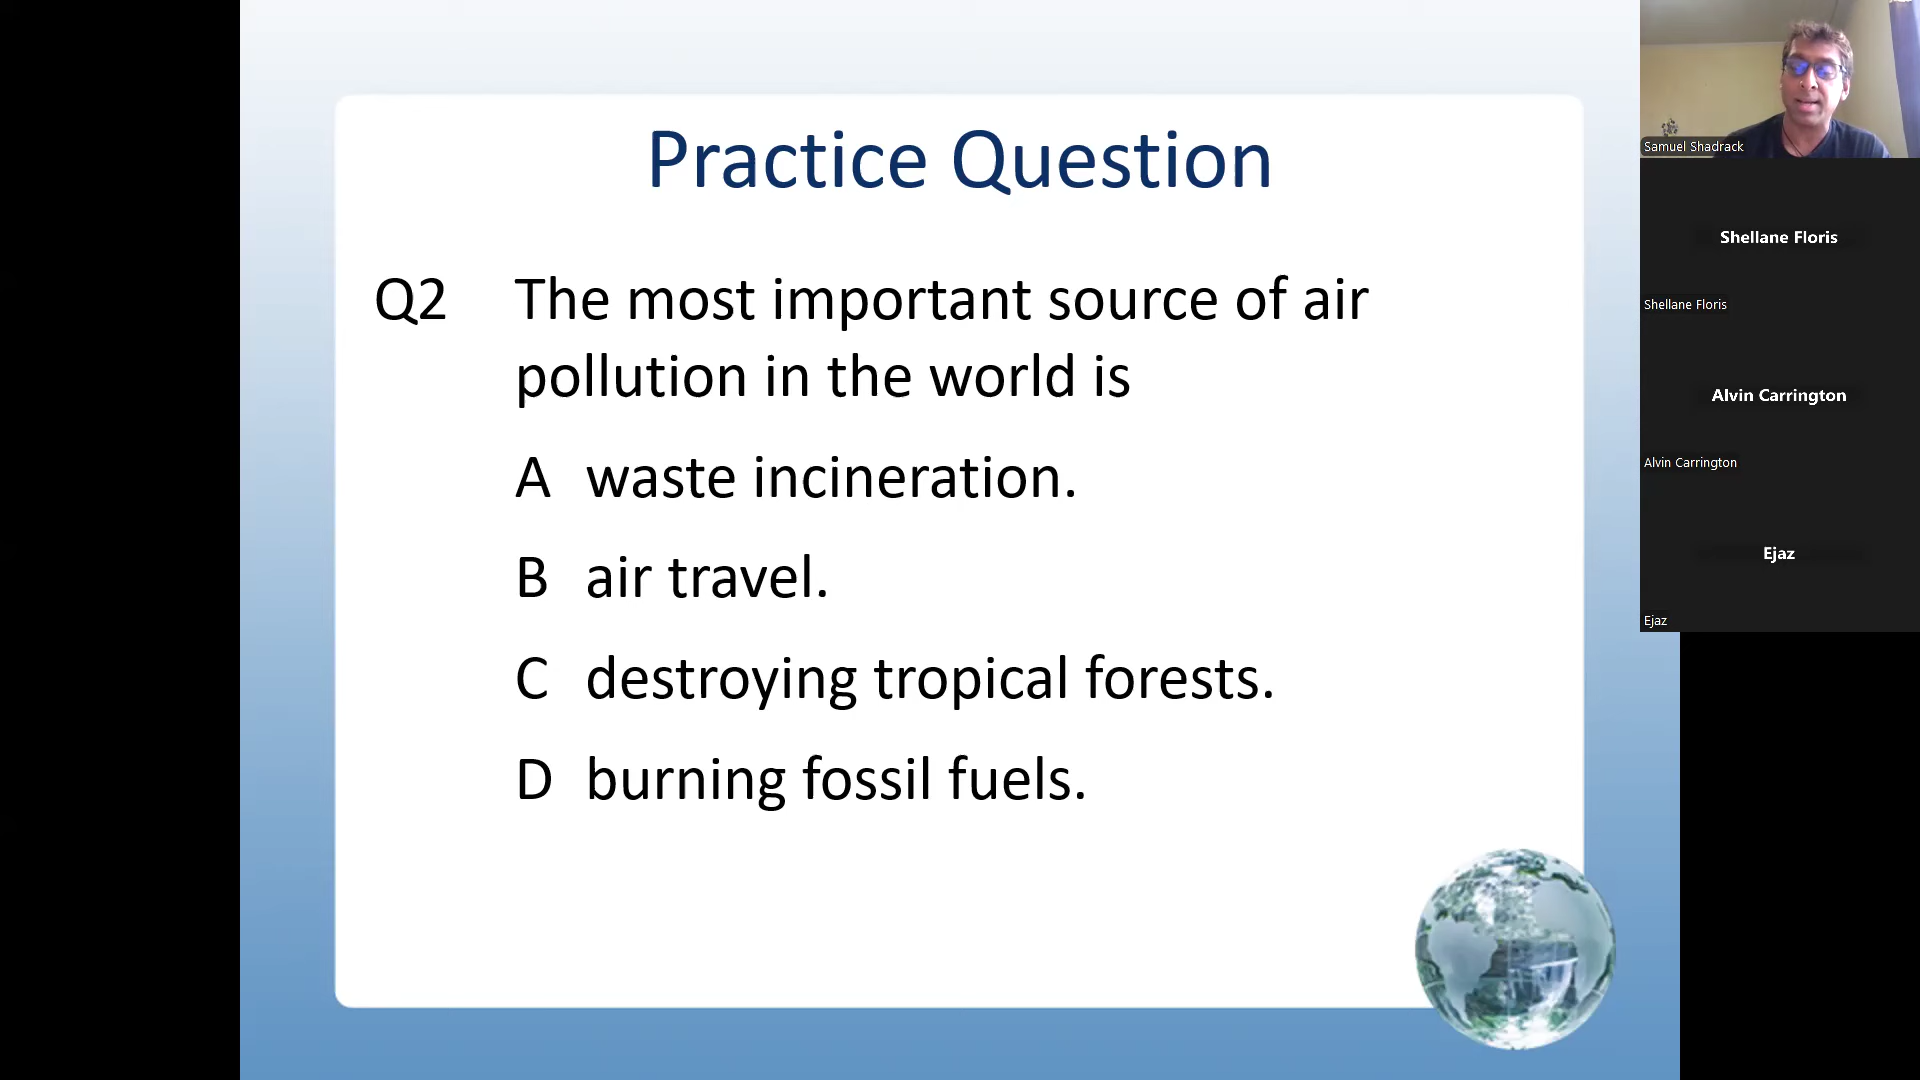 Practice Question
Q2 The most important source of air
pollution in the world is
A waste incineration.
B air travel.
C destroying tropical forests.
D burning fossil fuels.
Samuel Shadrack
Shellane Floris
Shellane Floris
Alvin Carrington
Alvin Carrington
Ejaz
Ejaz